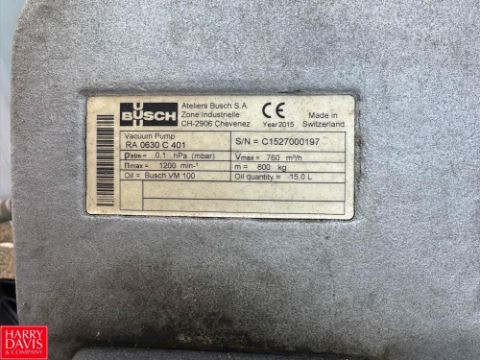 BUSCH
Ateliers Busch S.A.
Zone industrielle
CH-2906 Chevenez
CE
Year 2015
Made in
Switzerland
Vacuum Pump
RA 0630 C 401
S/N = C1527000197
= 0.1 hPa (mbar)
Vmax = 760 m³/h
nmax = 1200 min-¹
m = 600 kg
Oil = Busch VM 100
Oil quantity = 15.0 L
HARRY
DAVIS
& COMPANY